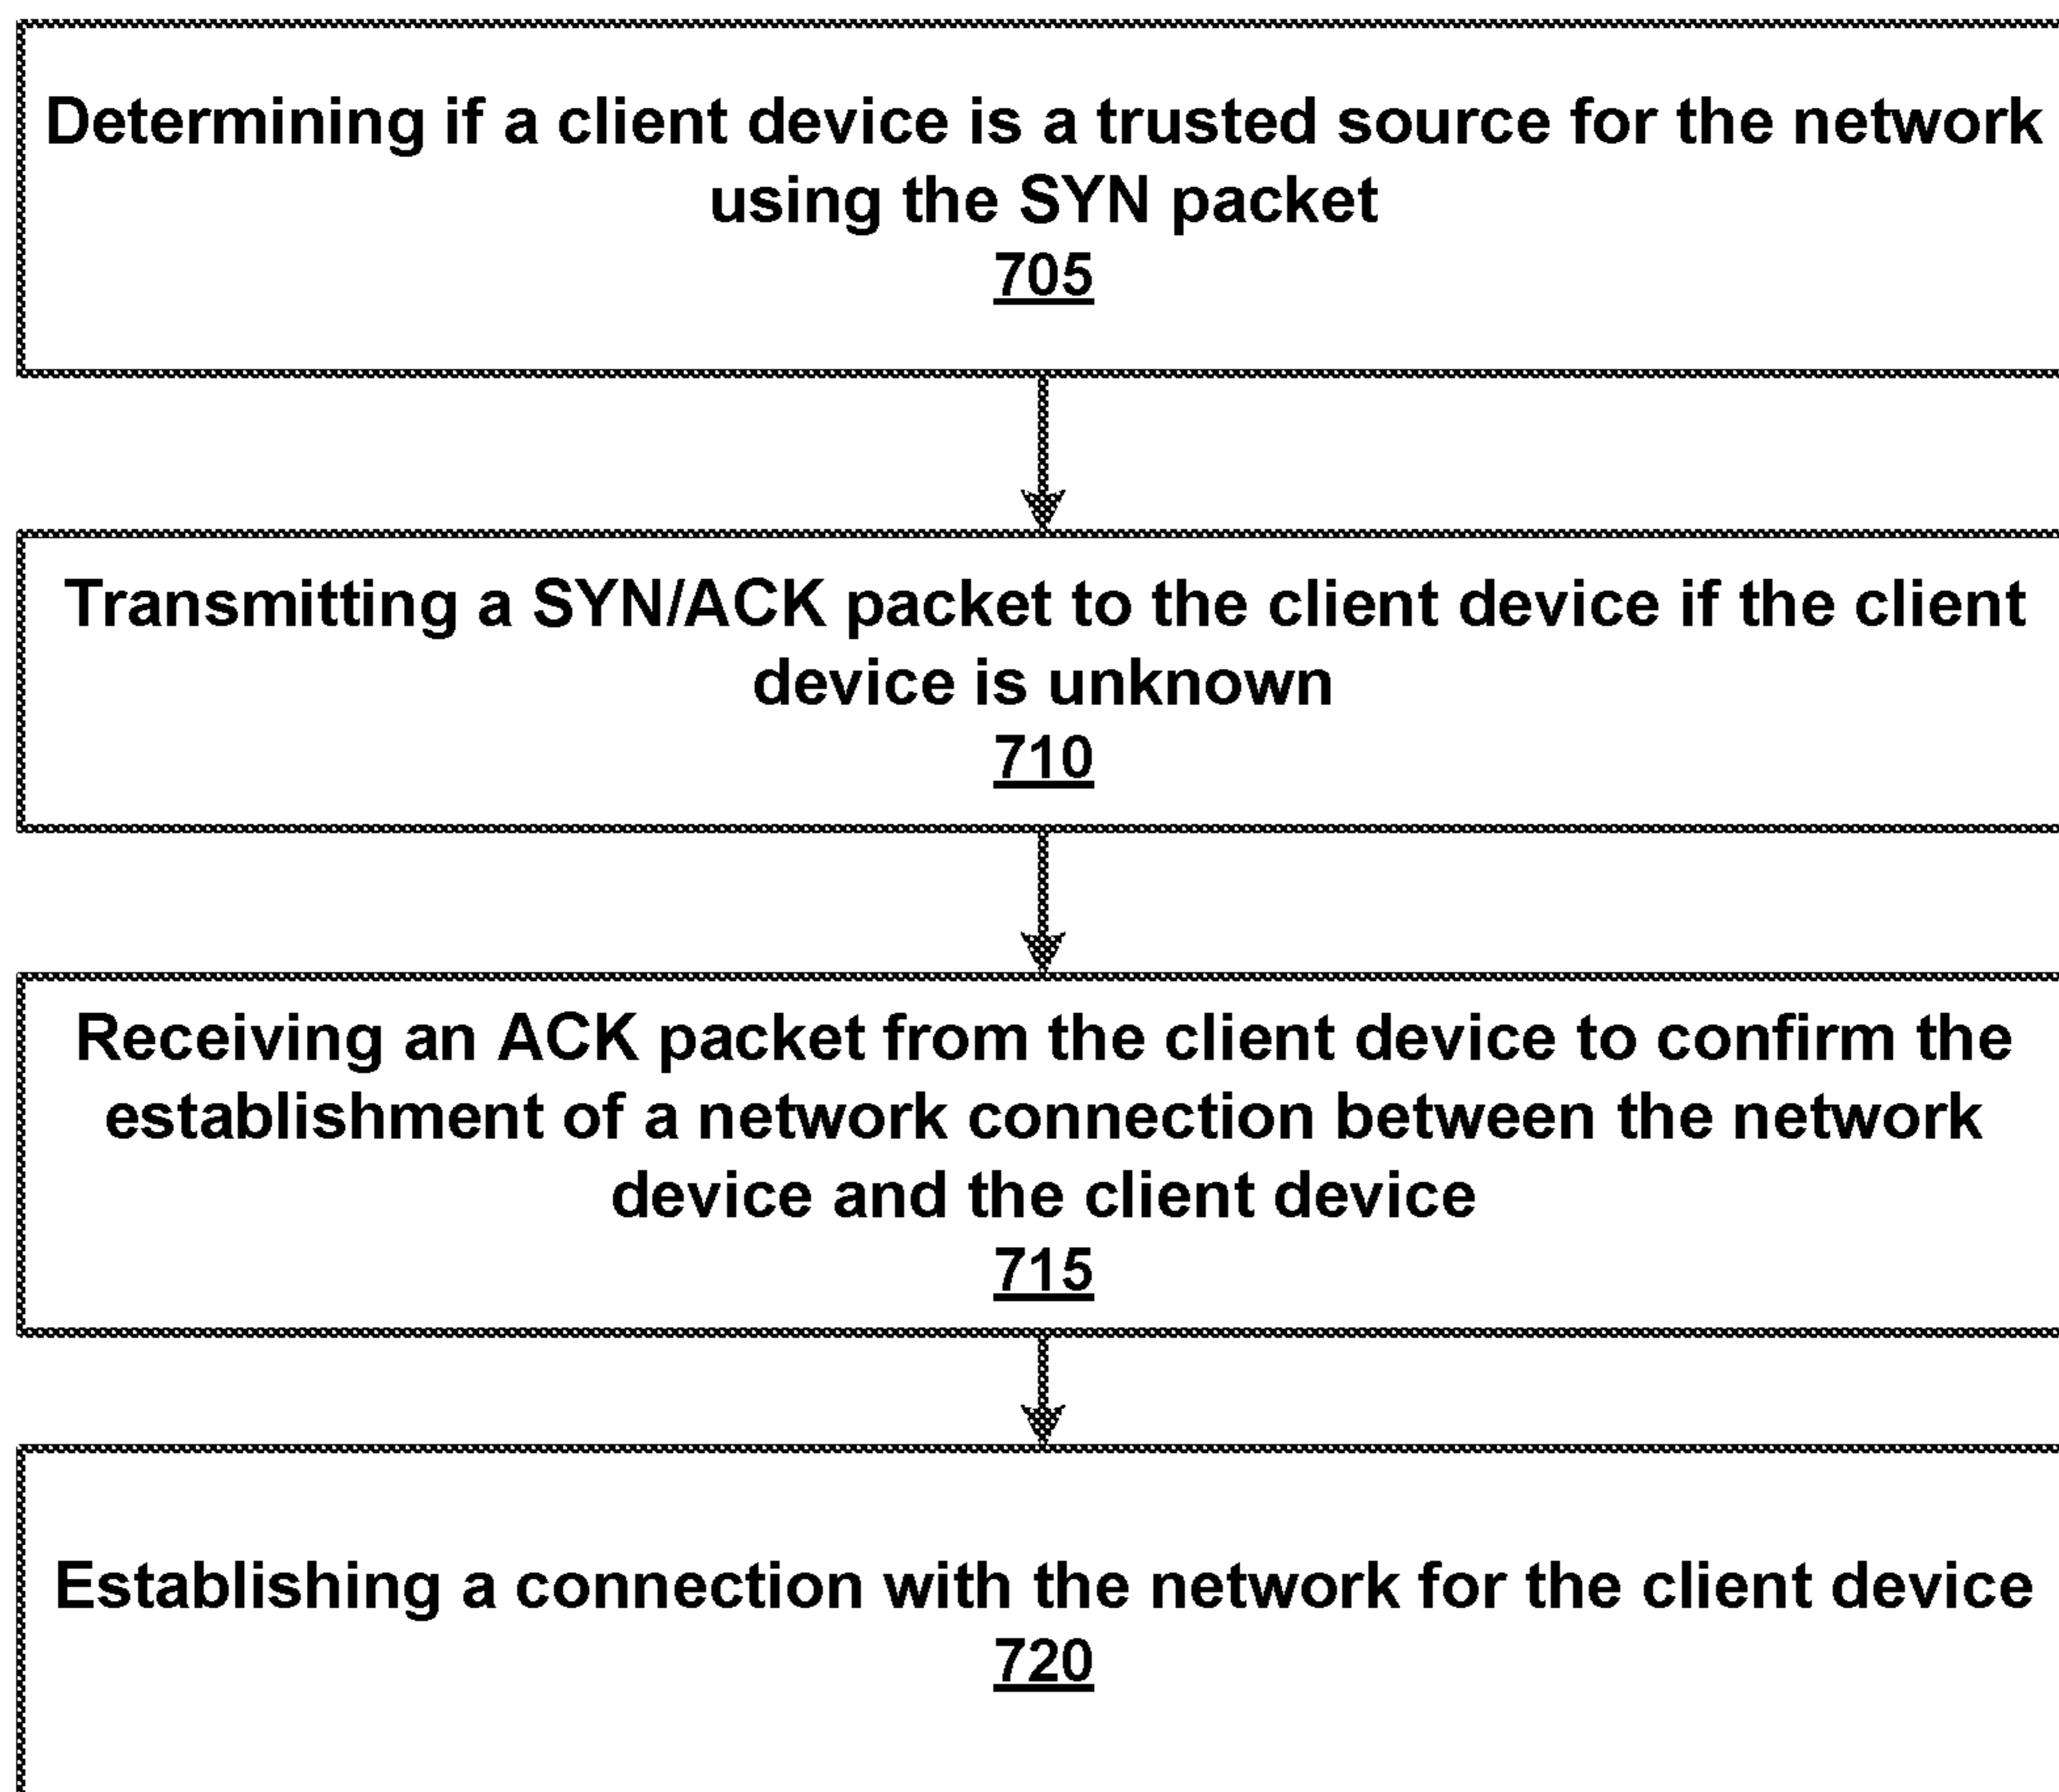 Determining if a client device is a trusted source for the network
using the SYN packet
705
Transmitting a SYN/ACK packet to the client device if the client
device is unknown
710
Receiving an ACK packet from the client device to confirm the
establishment of a network connection between the network
device and the client device
715
Establishing a connection with the network for the client device
720